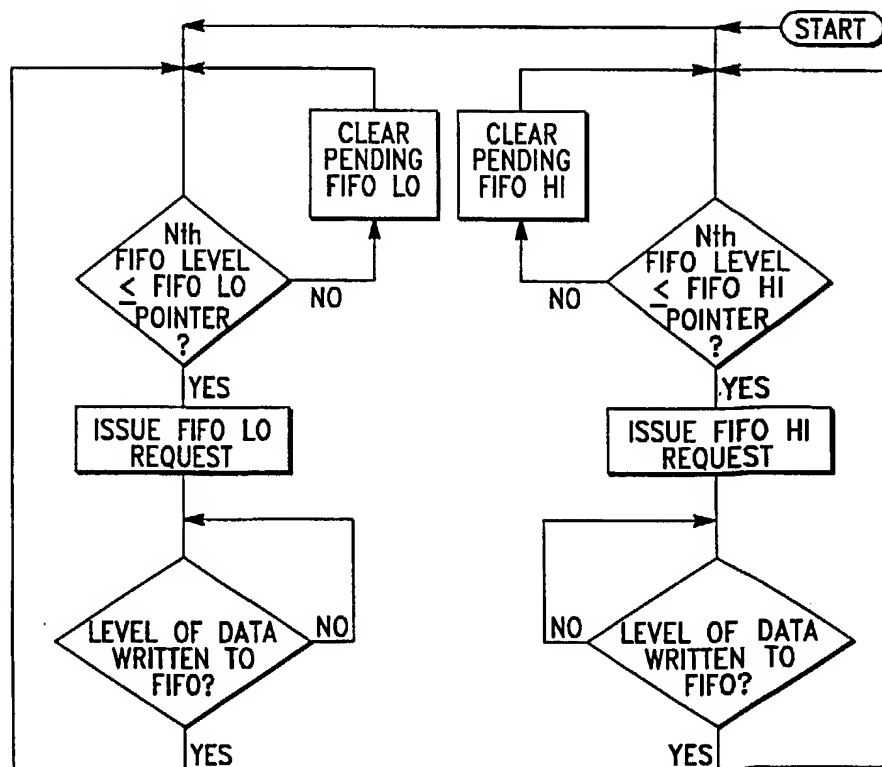 START
CLEAR
PENDING
FIFO LO
CLEAR
PENDING
FIFO HI
Nth
FIFO LEVEL
≤ FIFO LO
POINTER
?
NO
Nth
FIFO LEVEL
≤ FIFO HI
POINTER
?
NO
YES
YES
ISSUE FIFO LO
REQUEST
ISSUE FIFO HI
REQUEST
LEVEL OF DATA
WRITTEN TO
FIFO?
NO
NO
LEVEL OF DATA
WRITTEN TO
FIFO?
YES
YES